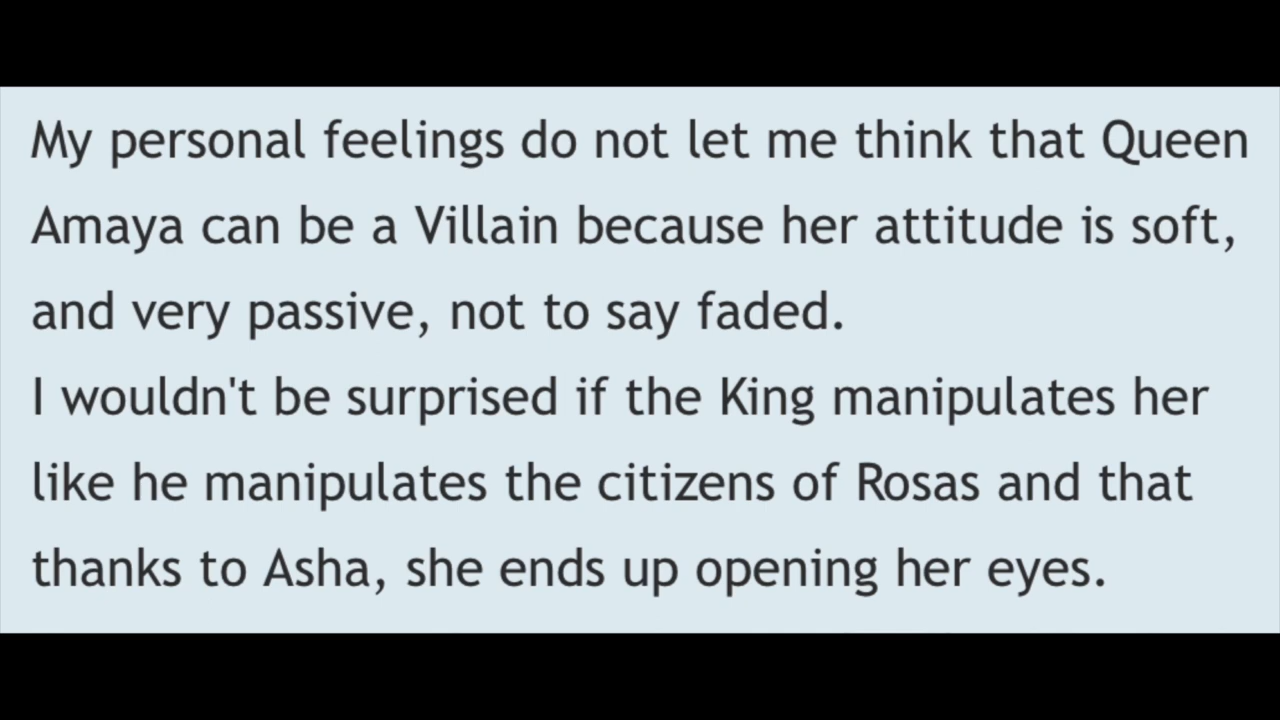 My personal feelings do not let me think that Queen
Amaya can be a Villain because her attitude is soft,
and very passive, not to say faded.
I wouldn't be surprised if the King manipulates her
like he manipulates the citizens of Rosas and that
thanks to Asha, she ends up opening her eyes.